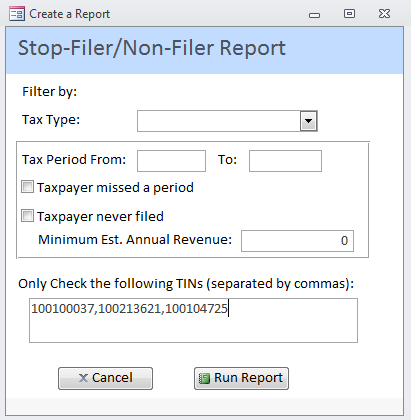 Create a Report
Stop-Filer/Non-Filer Report
Filter by:
Tax Type:
Tax Period From: To:
Taxpayer missed a period
Taxpayer never filed
Minimum Est. Annual Revenue: 0
Only Check the following TINs (separated by commas):
100100037,100213621,100104725
Cancel Run Report